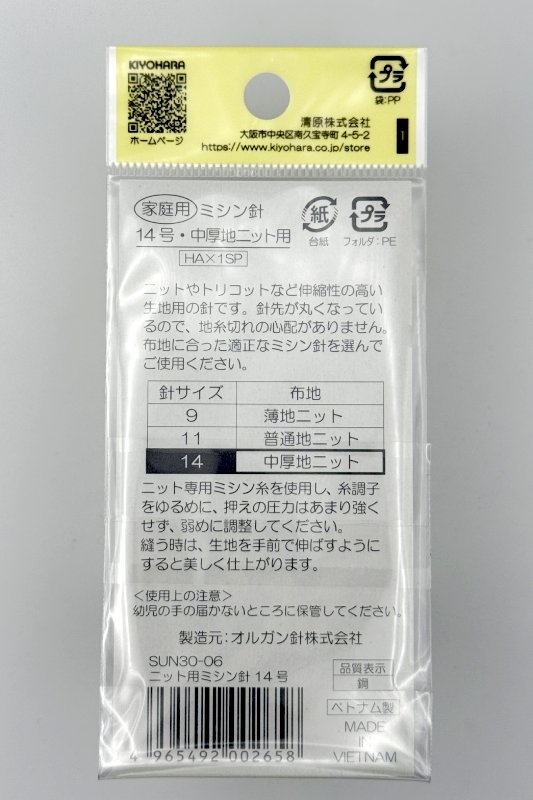 KIYOHARA
ホームページ
プラ
袋:PP
清原株式会社
大阪市中央区南久宝寺町 4-5-2
https://www.kiyohara.co.jp/store
1
家庭用 ミシン針
14号・中厚地ニット用
HA×1SP
紙
台紙
プラ
フォルダ:PE
ニットやトリコットなど伸縮性の高い
生地用の針です。針先が丸くなってい
るので、地糸切れの心配がありません。
布地に合った適正なミシン針を選んで
ご使用ください。
針サイズ 布地
9 薄地ニット
11 普通地ニット
14 中厚地ニット
ニット専用ミシン糸を使用し、糸調子
をゆるめに、押えの圧力はあまり強く
せず、弱めに調整してください。
縫う時は、生地を手前で伸ばすように
すると美しく仕上がります。
<使用上の注意>
幼児の手の届かないところに保管してください。
製造元:オルガン針株式会社
SUN30-06
ニット用ミシン針 14号
品質表示
鋼
ベトナム製
MADE
IN
VIETNAM
4 965492 002658